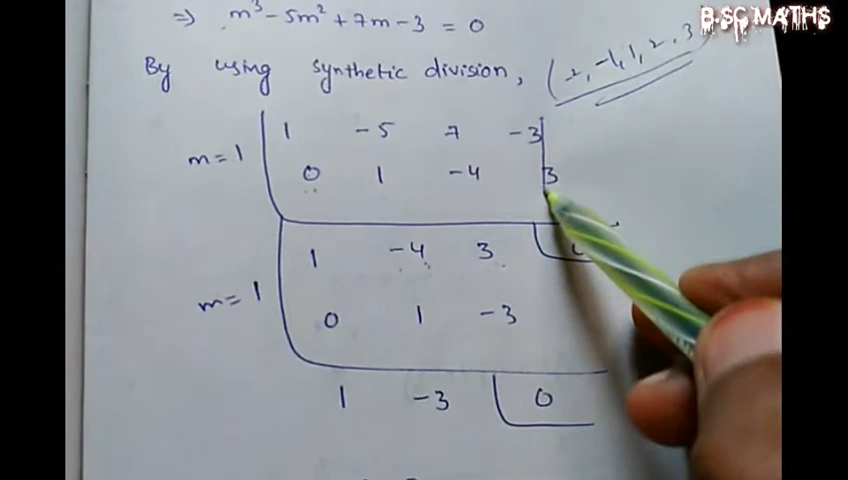 B.SC MATHS
⇒ m³ - 5m² + 7m - 3 = 0
By using synthetic division, (-2, -1, 1, 2, 3)
m = 1 | 1 -5 7 -3
0 1 -4 3
1 -4 3
m = 1 0 1 -3
1 -3 0